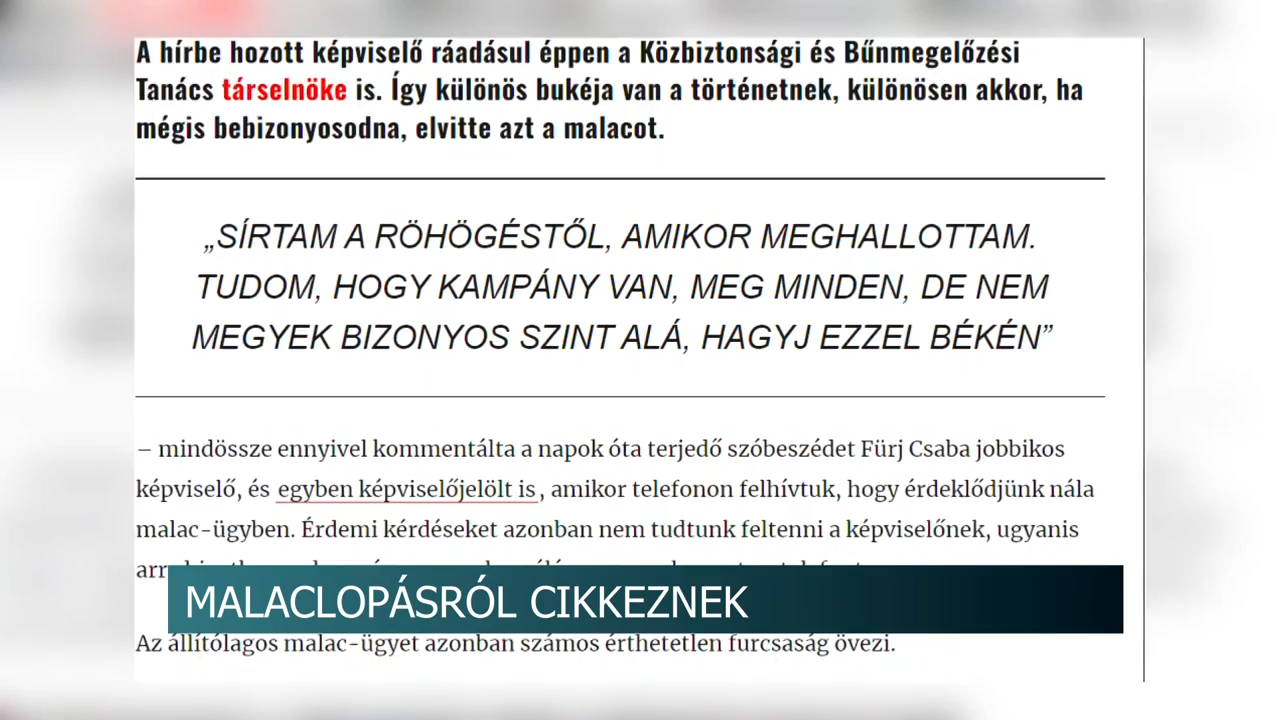 A hírbe hozott képviselő ráadásul éppen a Közbiztonsági és Bűnmegelőzési
Tanács társelnöke is. Így különös bukéja van a történetnek, különösen akkor, ha
mégis bebizonyosodna, elvitte azt a malacot.
„SÍRTAM A RÖHÖGÉSTŐL, AMIKOR MEGHALLOTTAM.
TUDOM, HOGY KAMPÁNY VAN, MEG MINDEN, DE NEM
MEGYEK BIZONYOS SZINT ALÁ, HAGYJ EZZEL BÉKÉN”
– mindössze ennyivel kommentálta a napok óta terjedő szóbeszédet Fürj Csaba jobbikos
képviselő, és egyben képviselőjelölt is, amikor telefonon felhívtuk, hogy érdeklődjünk nála
malac-ügyben. Érdemi kérdéseket azonban nem tudtunk feltenni a képviselőnek, ugyanis
MALACLOPÁSRÓL CIKKEZNEK
Az állítólagos malac-ügyet azonban számos érthetetlen furcsaság övezi.